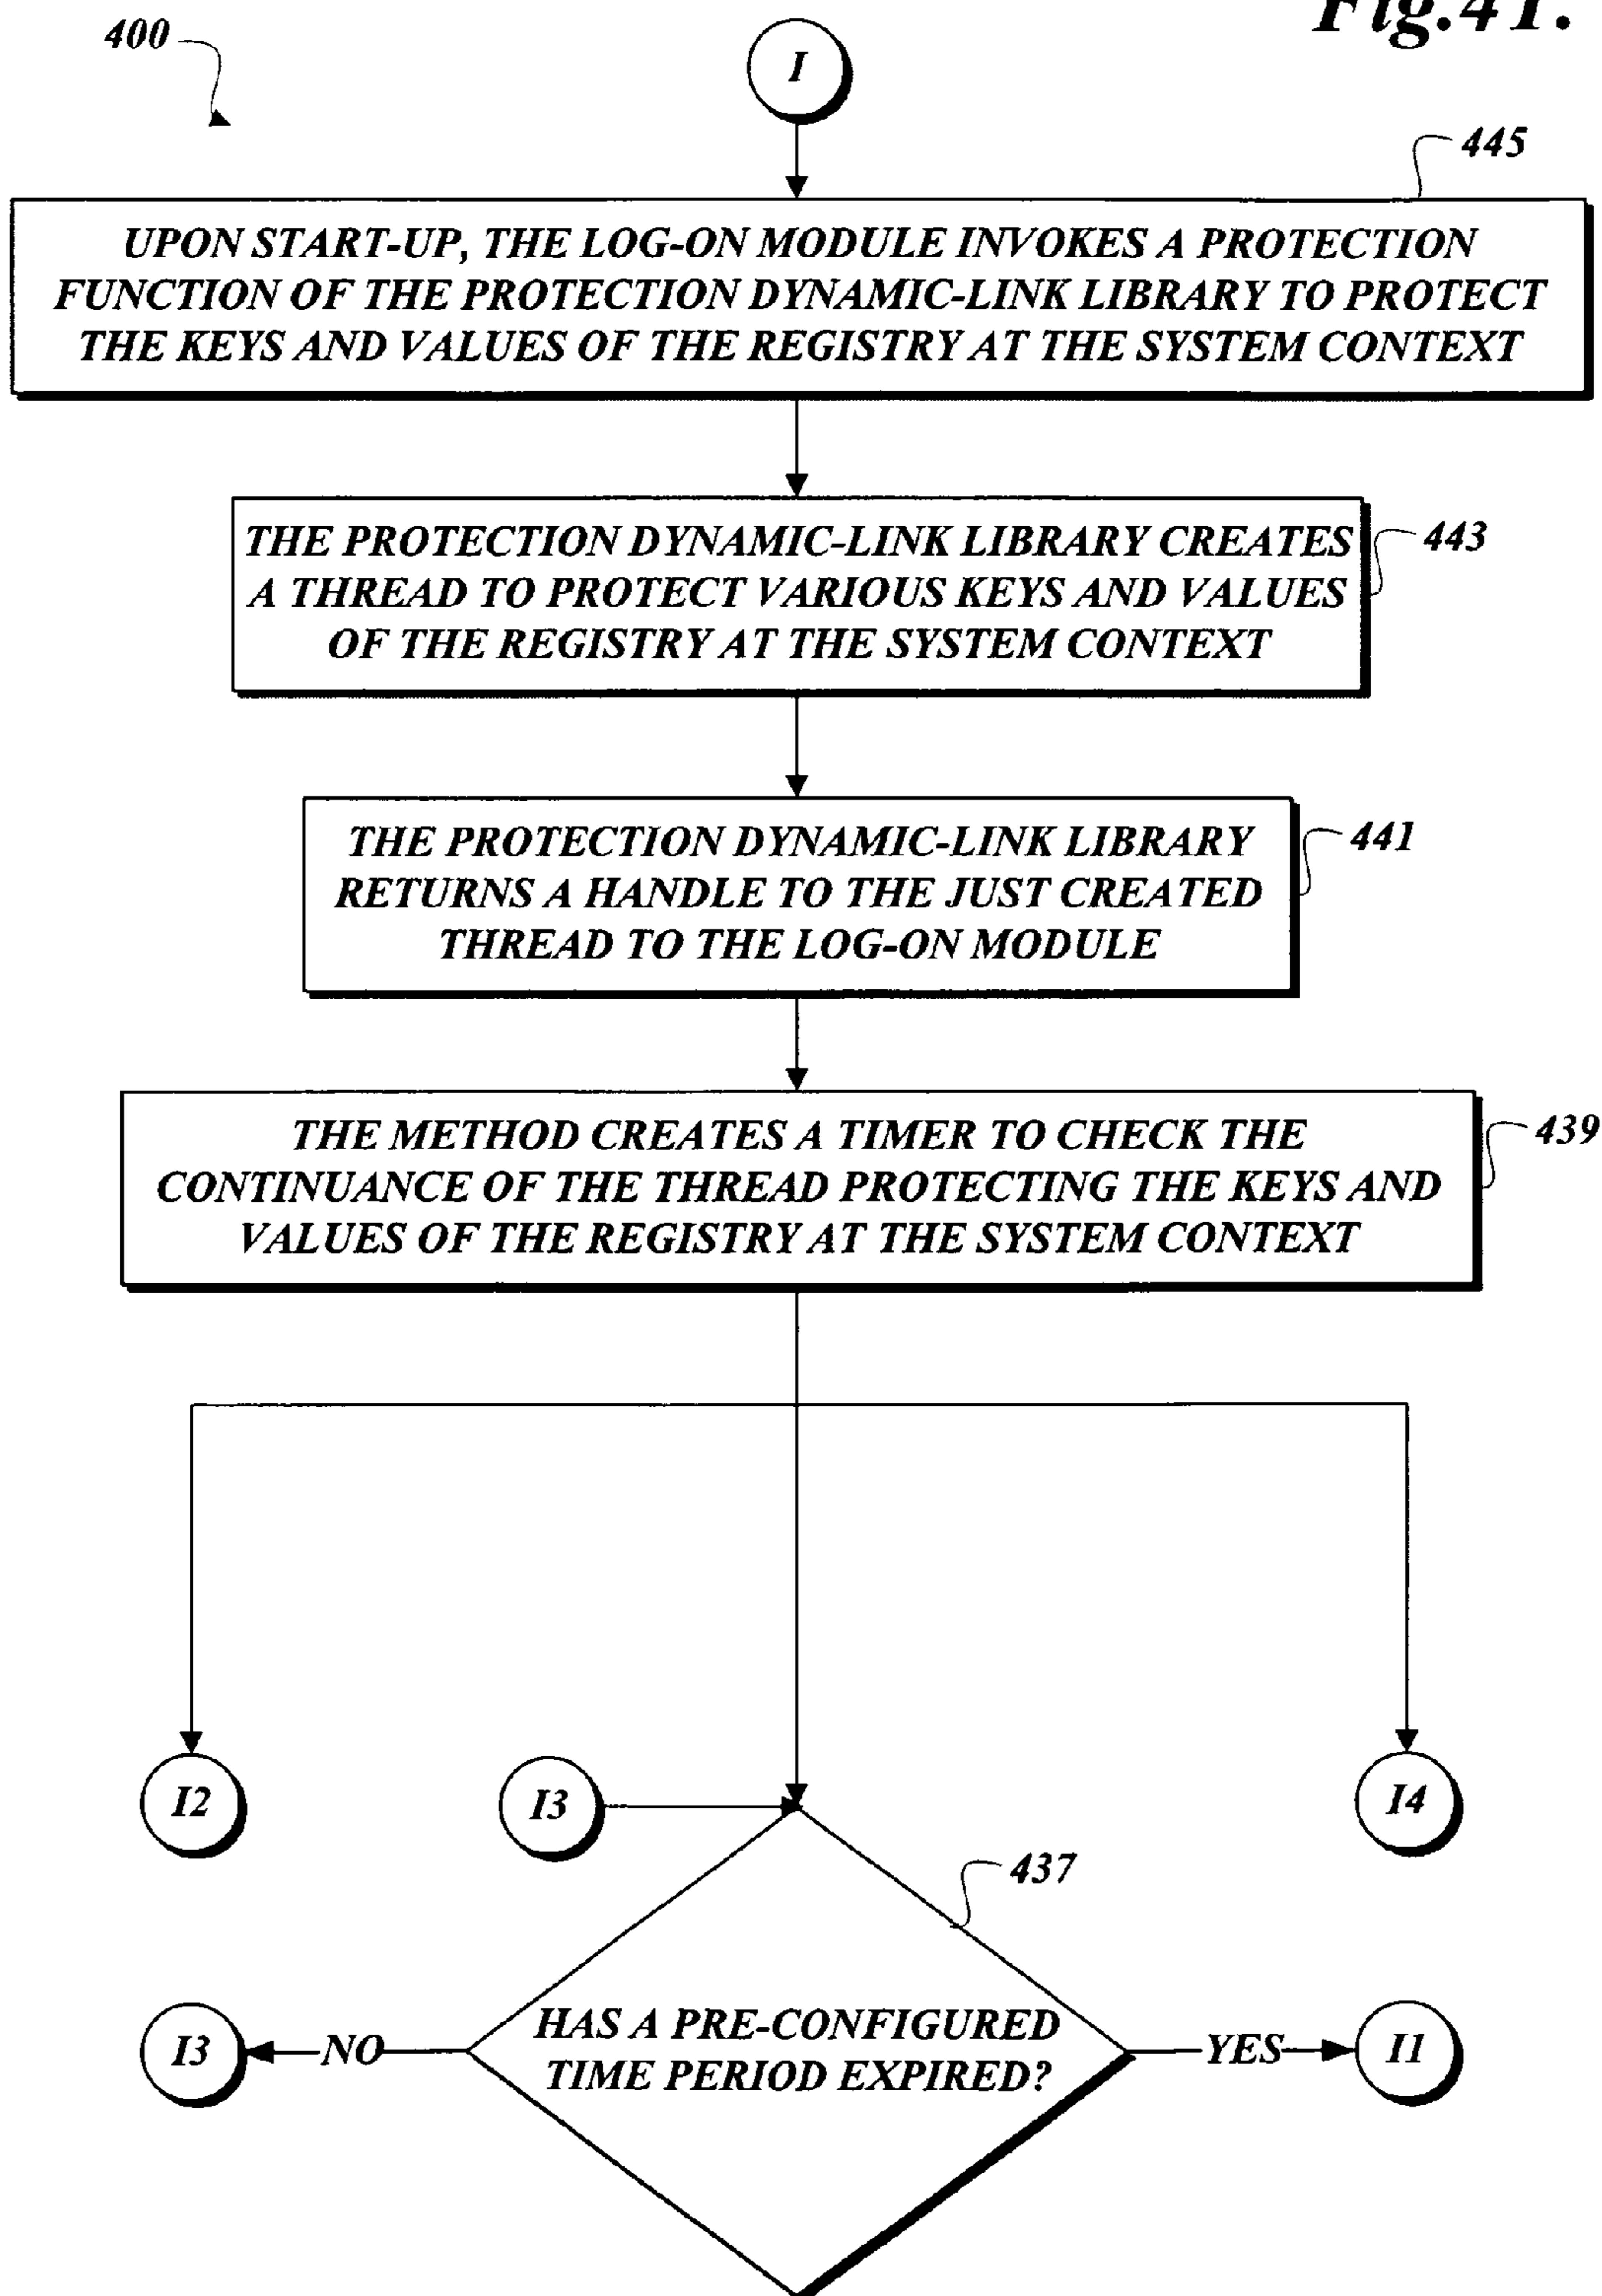 Fig.4I.
400
I
445
UPON START-UP, THE LOG-ON MODULE INVOKES A PROTECTION
FUNCTION OF THE PROTECTION DYNAMIC-LINK LIBRARY TO PROTECT
THE KEYS AND VALUES OF THE REGISTRY AT THE SYSTEM CONTEXT
THE PROTECTION DYNAMIC-LINK LIBRARY CREATES
A THREAD TO PROTECT VARIOUS KEYS AND VALUES
OF THE REGISTRY AT THE SYSTEM CONTEXT
443
THE PROTECTION DYNAMIC-LINK LIBRARY
RETURNS A HANDLE TO THE JUST CREATED
THREAD TO THE LOG-ON MODULE
441
THE METHOD CREATES A TIMER TO CHECK THE
CONTINUANCE OF THE THREAD PROTECTING THE KEYS AND
VALUES OF THE REGISTRY AT THE SYSTEM CONTEXT
439
I2
I3
I4
437
HAS A PRE-CONFIGURED
TIME PERIOD EXPIRED?
I3
NO
YES
I1